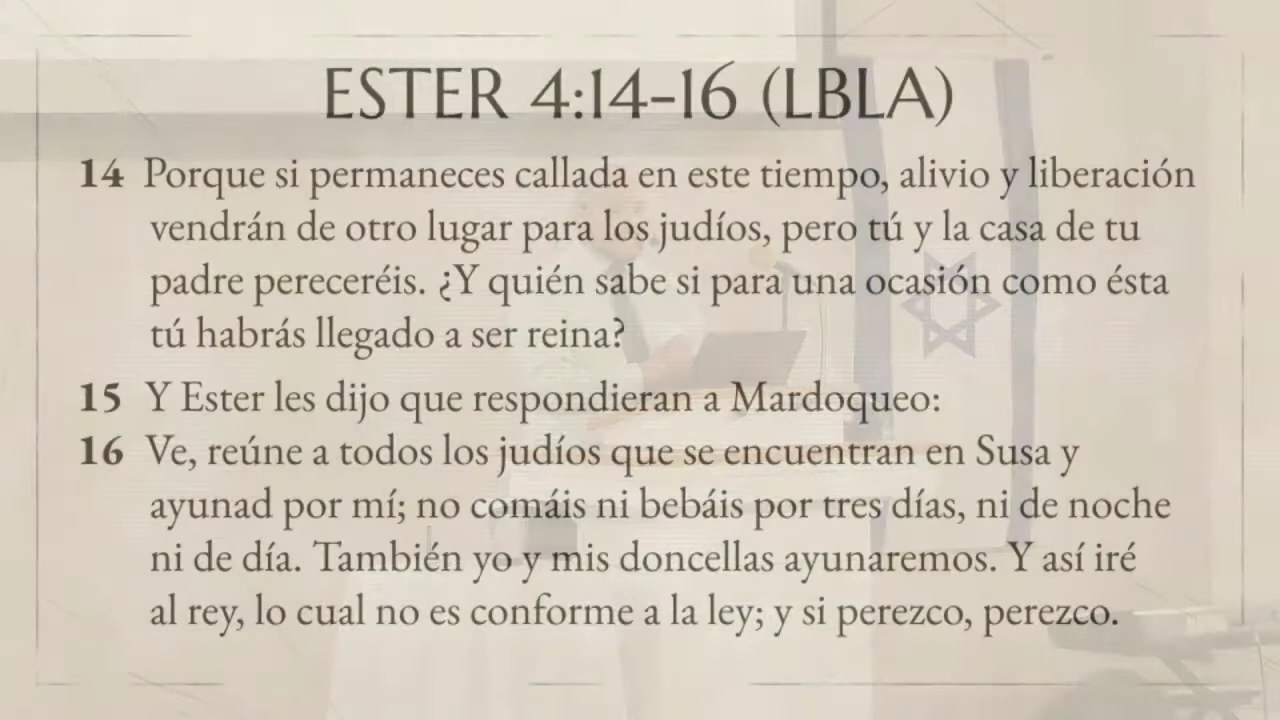 ESTER 4:14-16 (LBLA)
14 Porque si permaneces callada en este tiempo, alivio y liberación
vendrán de otro lugar para los judíos, pero tú y la casa de tu
padre pereceréis. ¿Y quién sabe si para una ocasión como ésta
tú habrás llegado a ser reina?
15 Y Ester les dijo que respondieran a Mardoqueo:
16 Ve, reúne a todos los judíos que se encuentran en Susa y
ayunad por mí; no comáis ni bebáis por tres días, ni de noche
ni de día. También yo y mis doncellas ayunaremos. Y así iré
al rey, lo cual no es conforme a la ley; y si perezco, perezco.